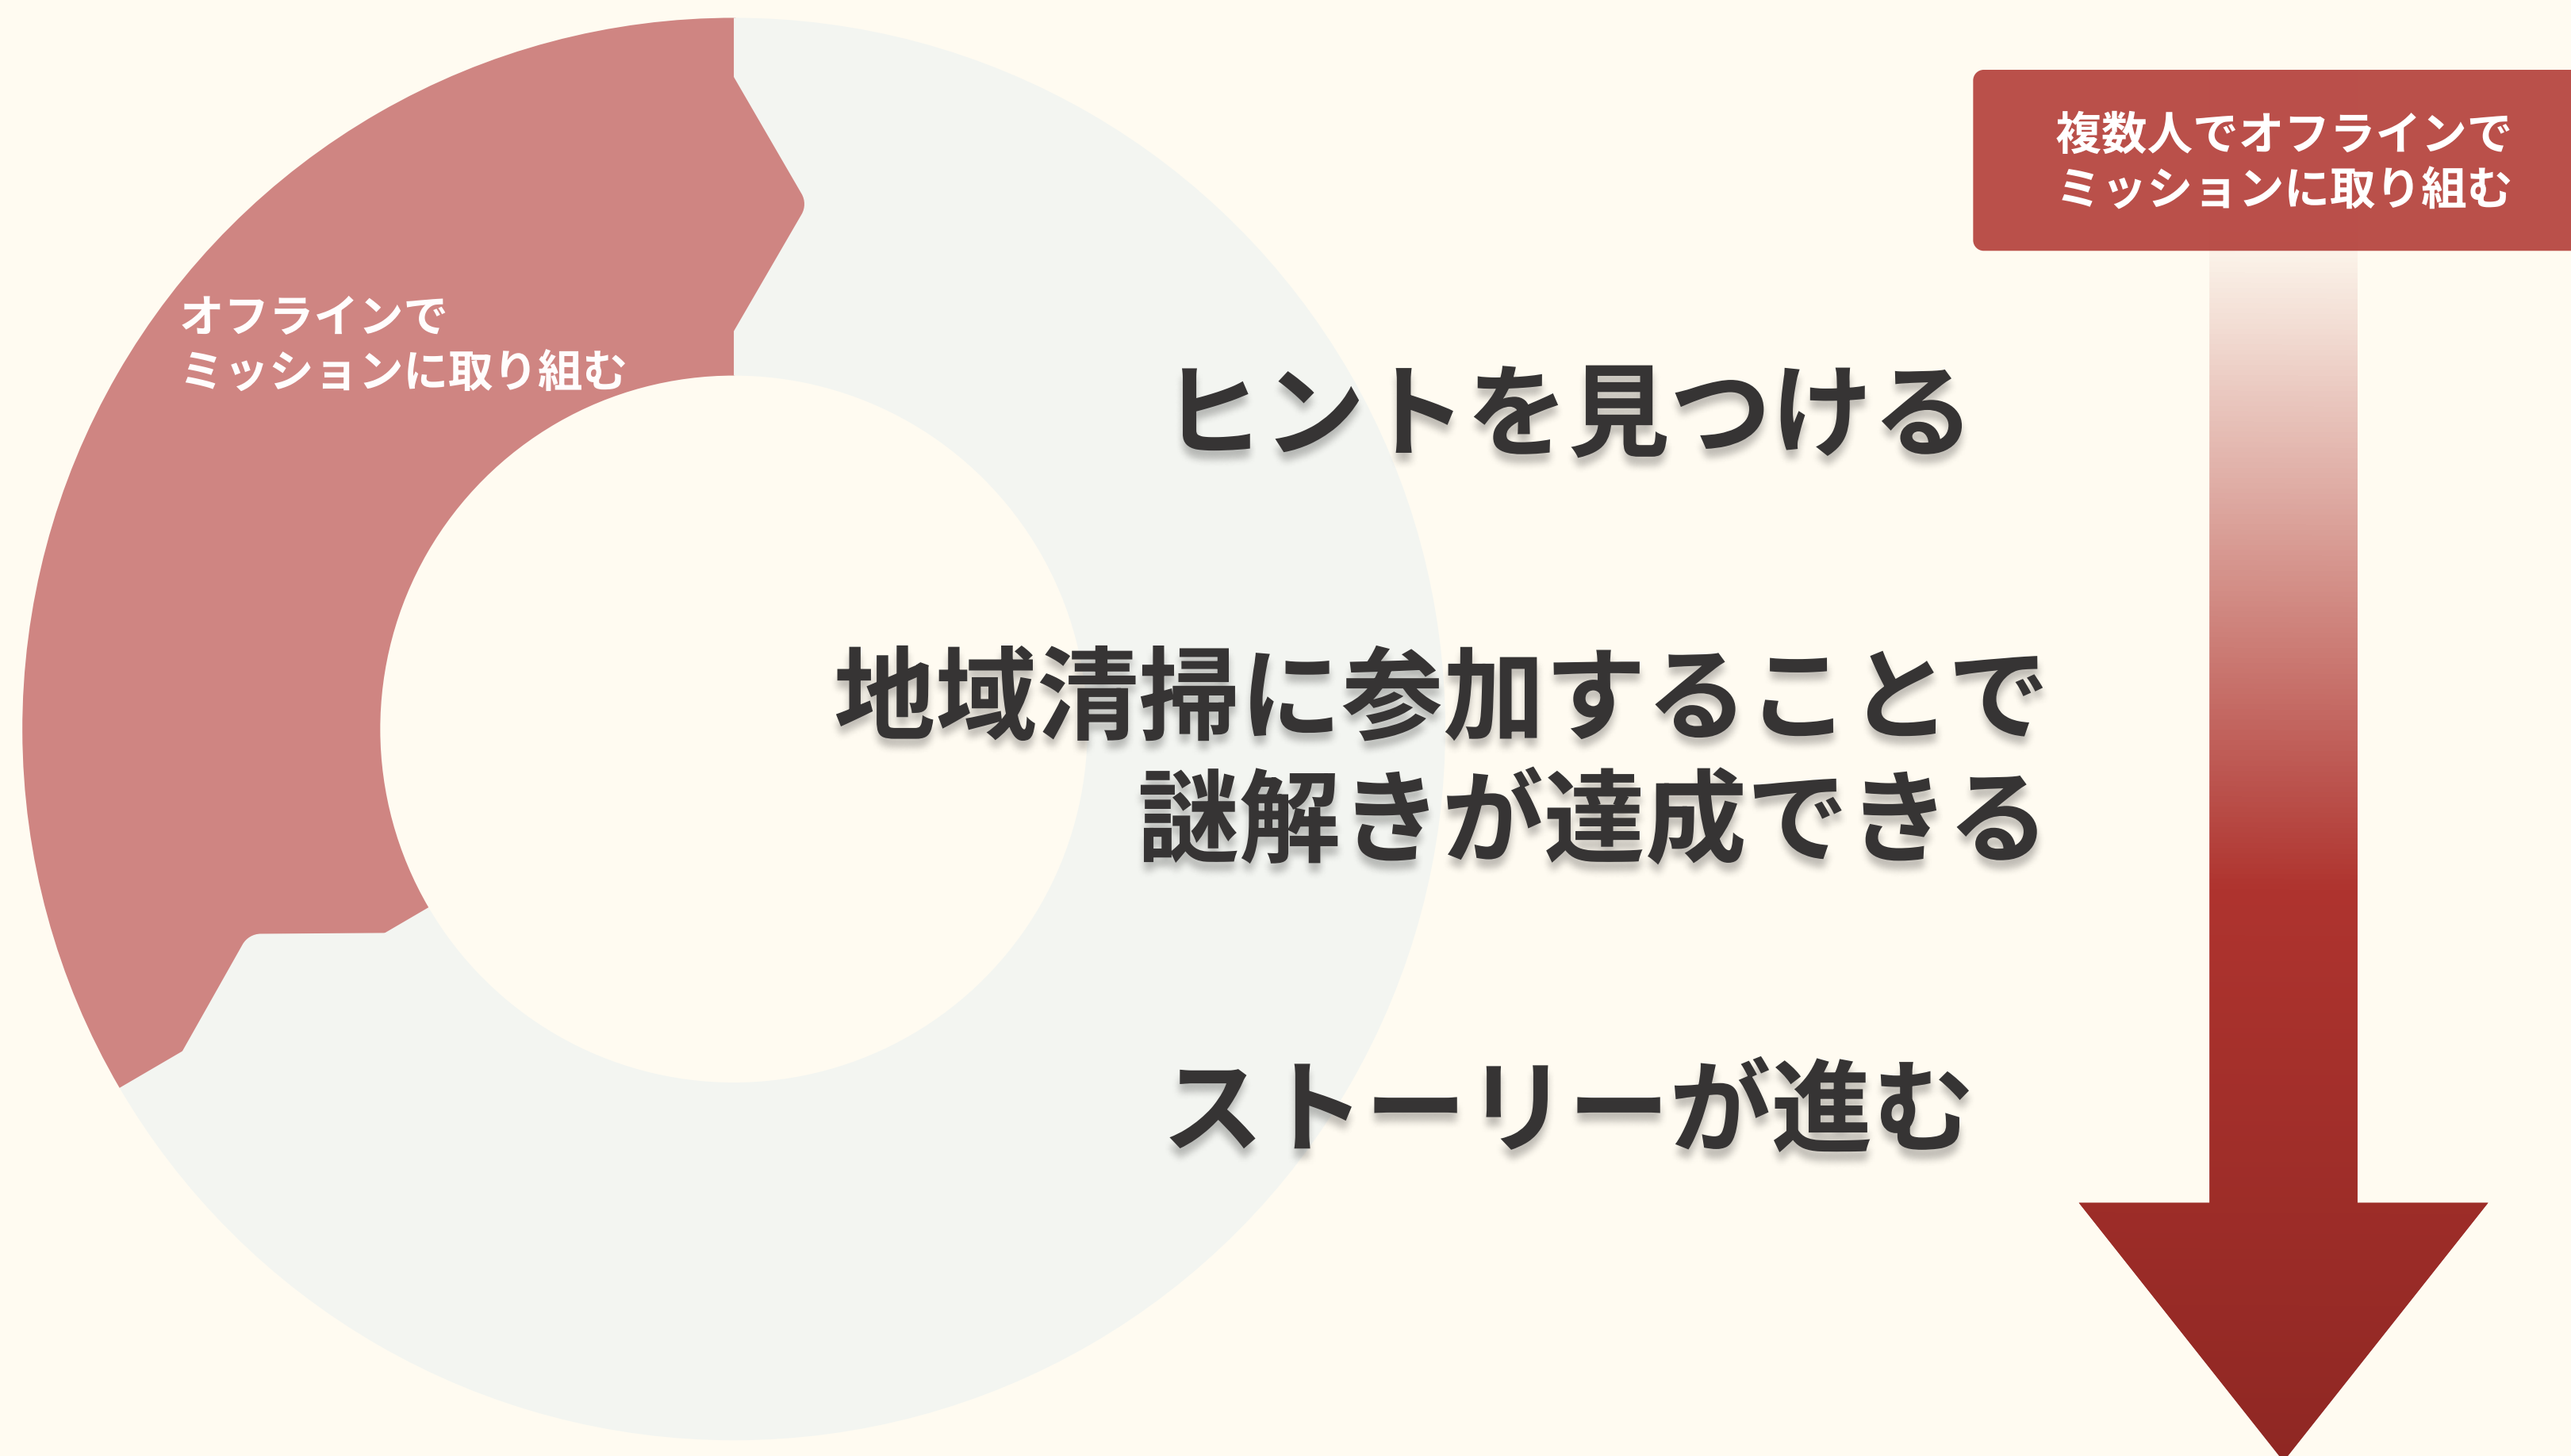 複数人でオフラインで
ミッションに取り組む
オフラインで
ミッションに取り組む
ヒントを見つける
地域清掃に参加することで
謎解きが達成できる
ストーリーが進む